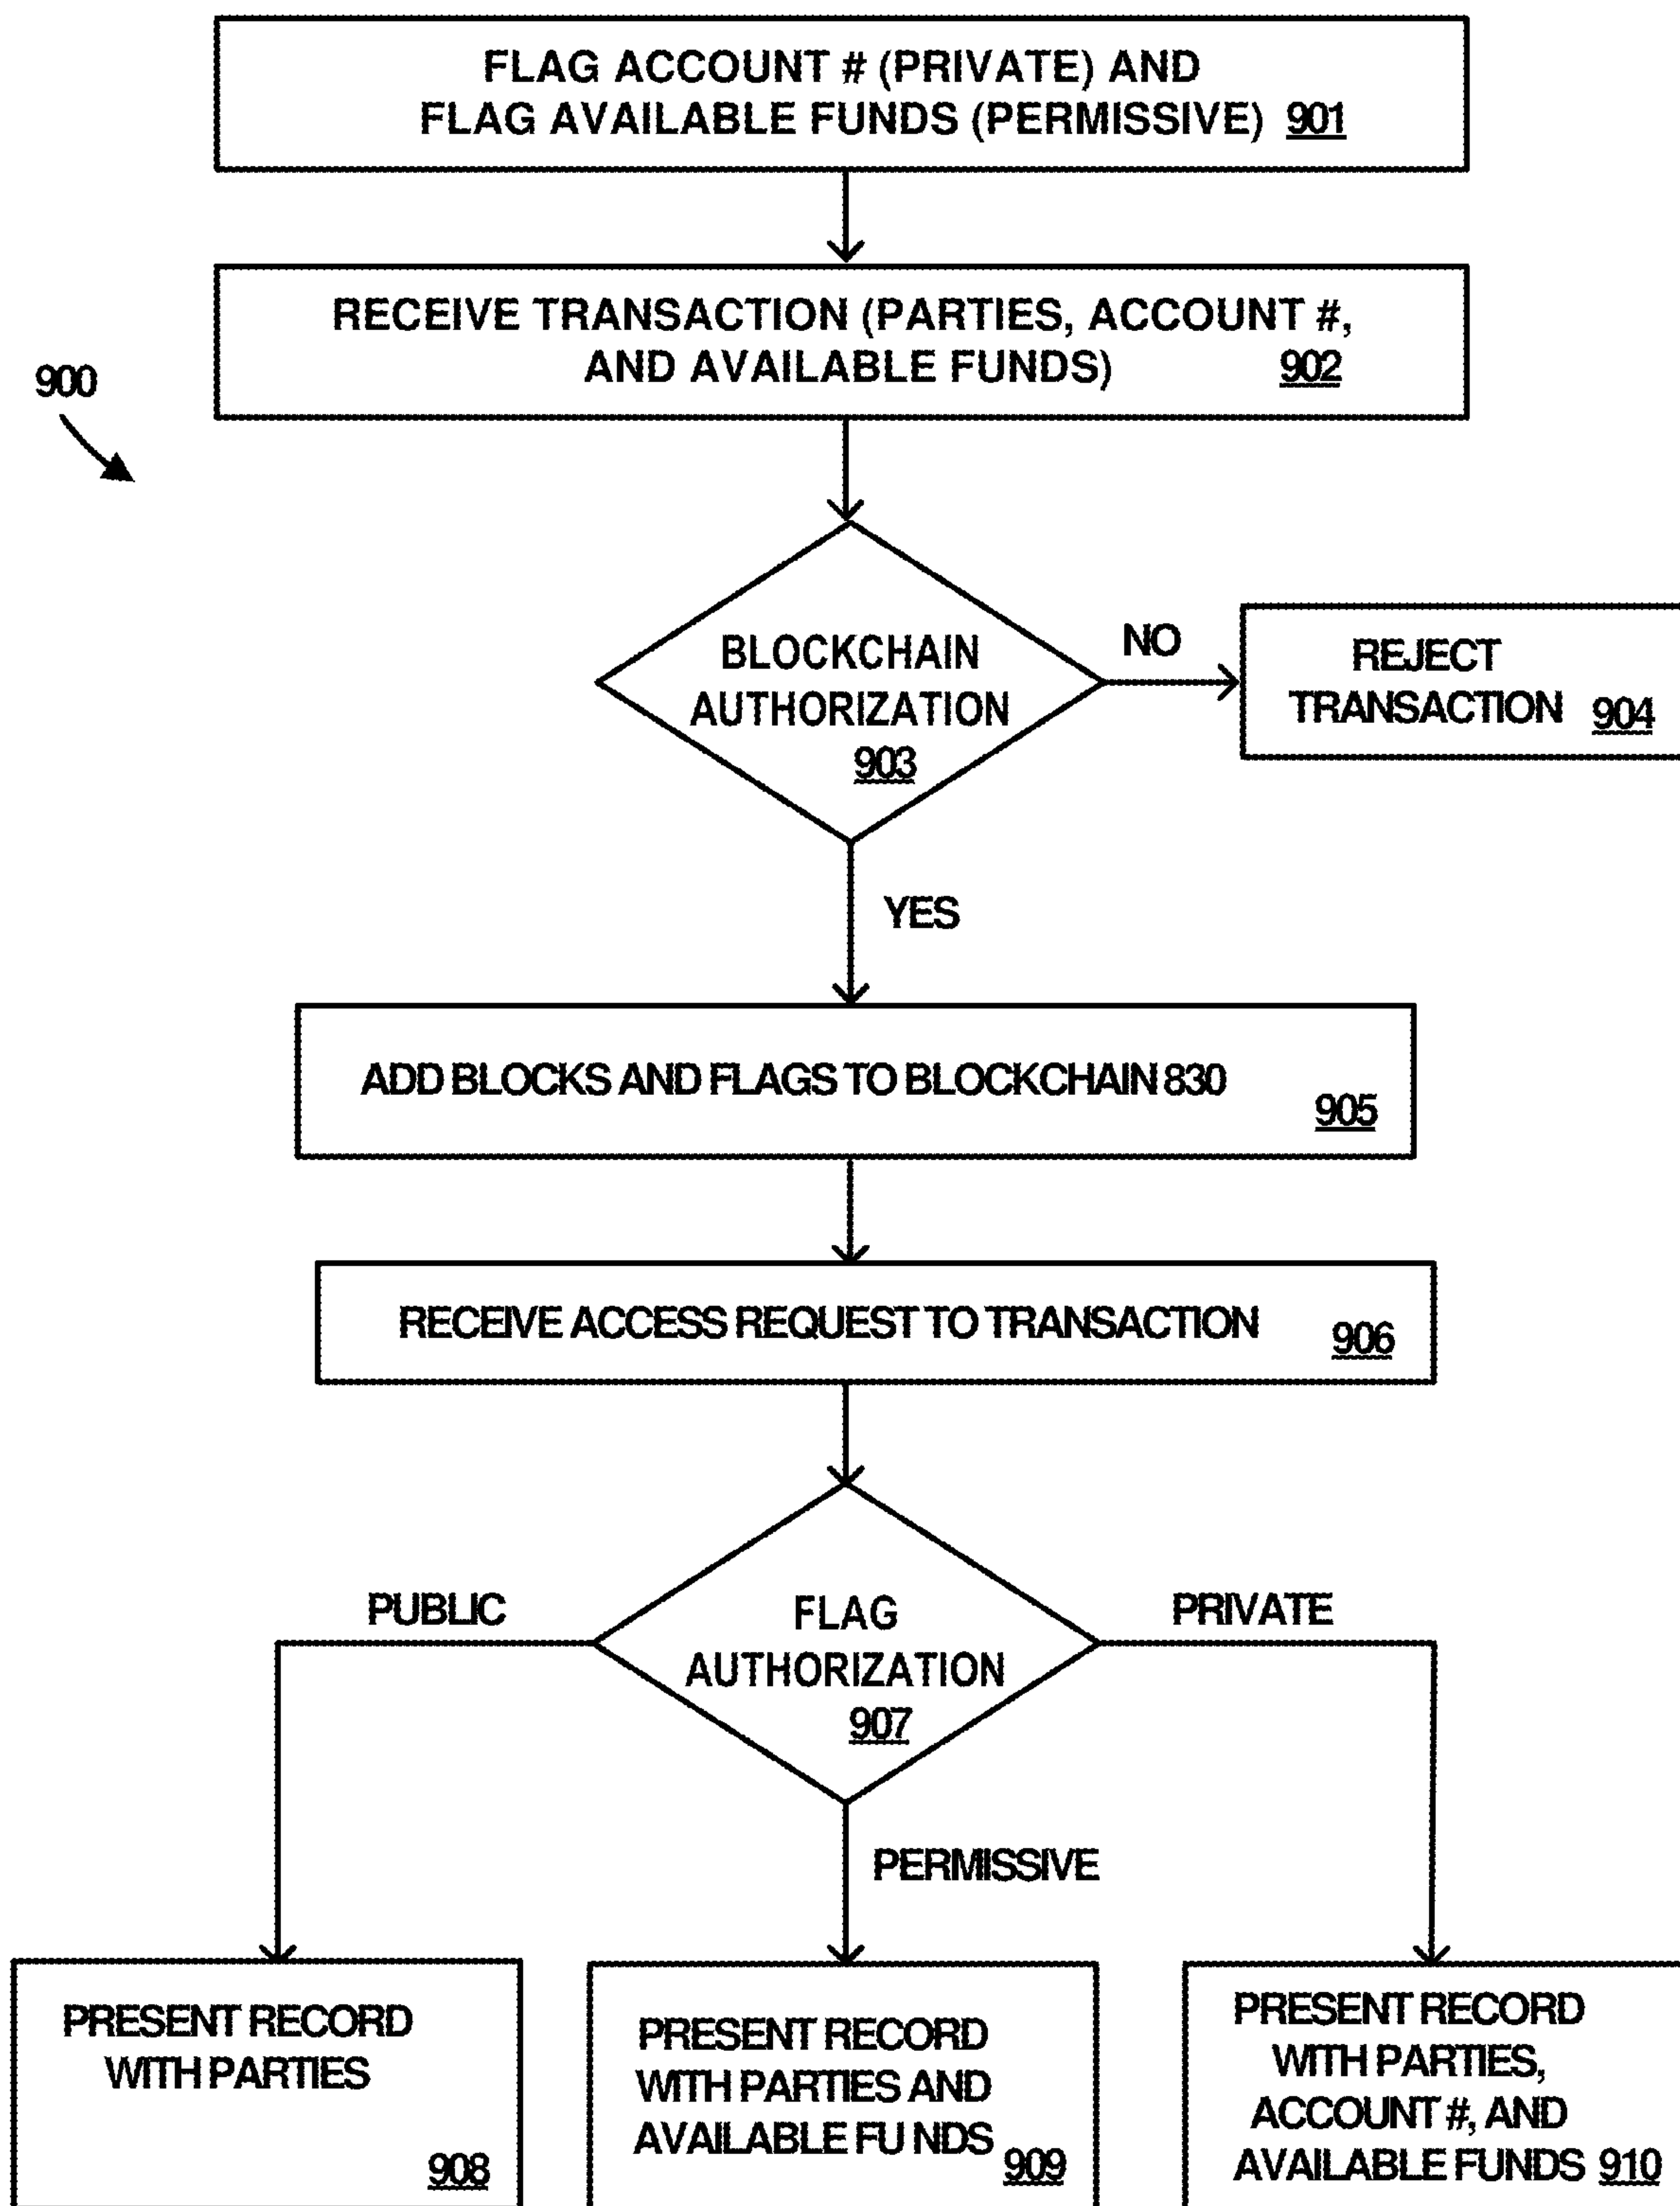 FLAG ACCOUNT # (PRIVATE) AND
FLAG AVAILABLE FUNDS (PERMISSIVE) 901
RECEIVE TRANSACTION (PARTIES, ACCOUNT #,
AND AVAILABLE FUNDS) 902
900
BLOCKCHAIN
AUTHORIZATION
903
NO
REJECT
TRANSACTION 904
YES
ADD BLOCKS AND FLAGS TO BLOCKCHAIN 830
905
RECEIVE ACCESS REQUEST TO TRANSACTION
906
FLAG
AUTHORIZATION
907
PUBLIC
PRIVATE
PERMISSIVE
PRESENT RECORD
WITH PARTIES
908
PRESENT RECORD
WITH PARTIES AND
AVAILABLE FU NDS
909
PRESENT RECORD
WITH PARTIES,
ACCOUNT #, AND
AVAILABLE FUNDS 910